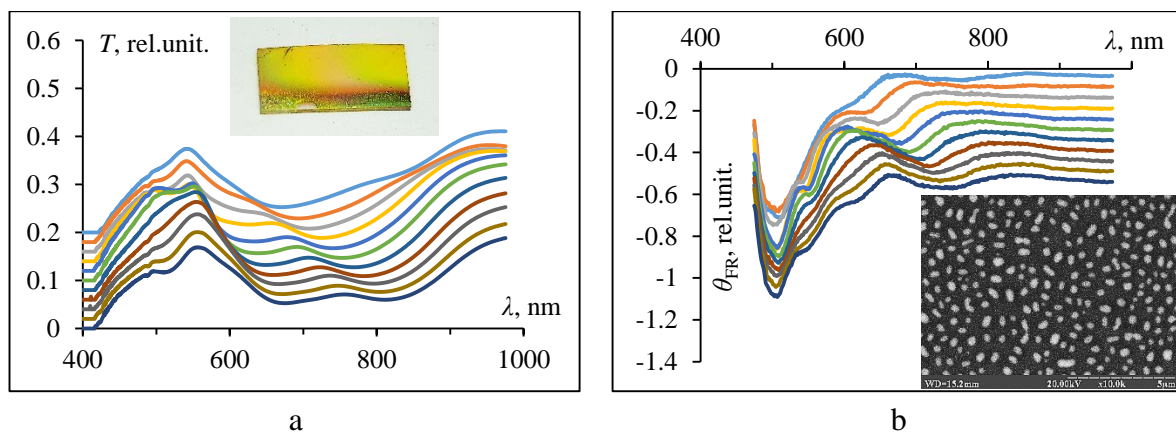 T, rel.unit.
0.6
0.5
0.4
0.3
0.2
0.1
0
λ, nm
400 600 800 1000
a
400 600 800 λ, nm
0
-0.2
-0.4
-0.6
-0.8
-1
-1.2
-1.4
θFR, rel.unit.
WD=15.2mm 20.00kV x10.0k 5µm
b